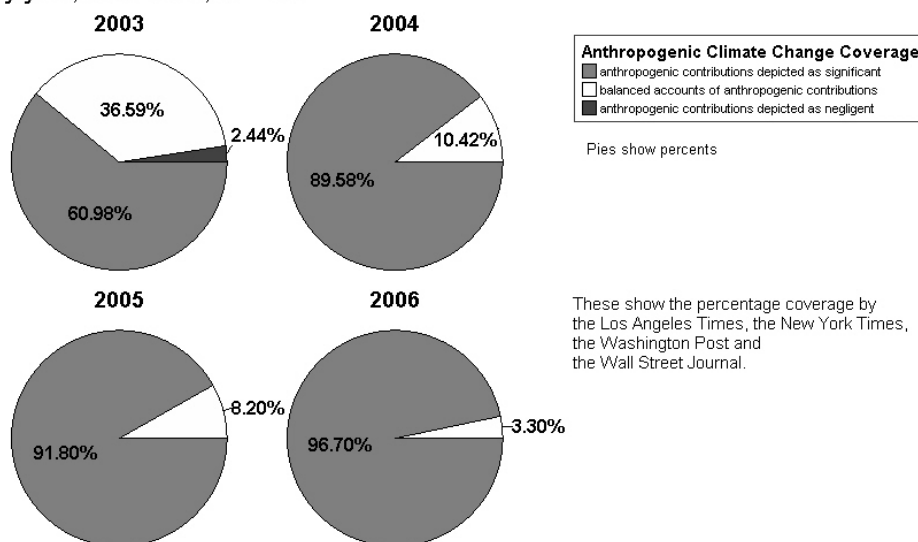 2003
2004
36.59%
2.44%
60.98%
10.42%
89.58%
Anthropogenic Climate Change Coverage
anthropogenic contributions depicted as significant
balanced accounts of anthropogenic contributions
anthropogenic contributions depicted as negligent
Pies show percents
2005
2006
8.20%
91.80%
3.30%
96.70%
These show the percentage coverage by
the Los Angeles Times, the New York Times,
the Washington Post and
the Wall Street Journal.